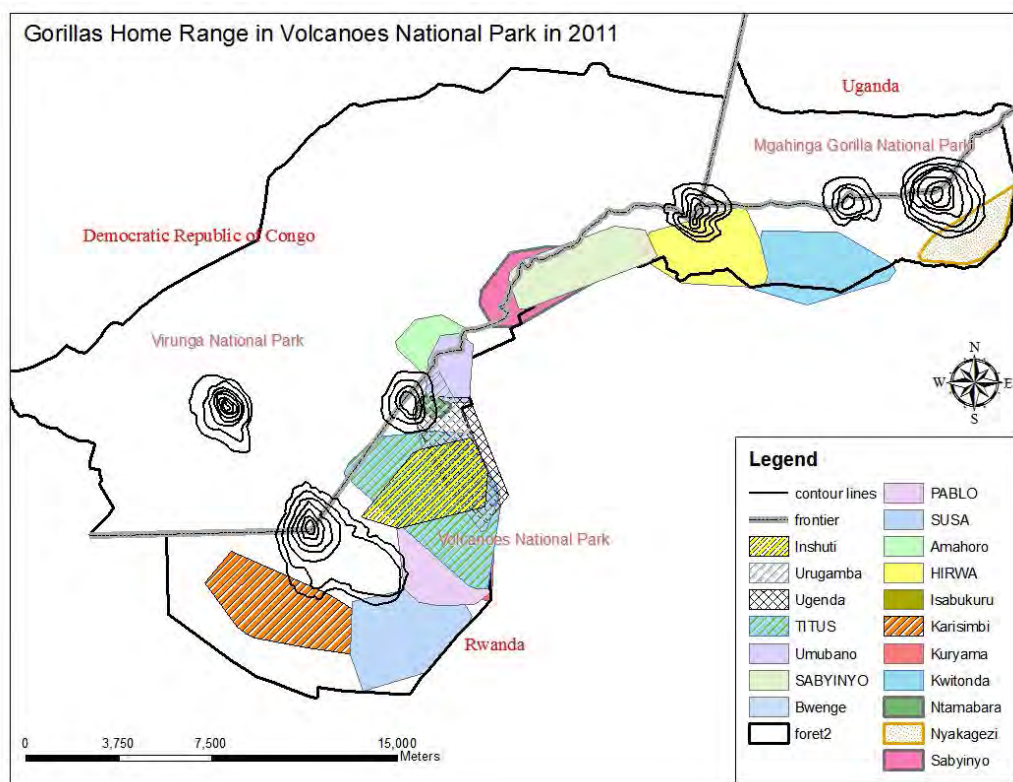 Gorillas Home Range in Volcanoes National Park in 2011
Uganda
Mgahinga Gorilla National Park
Democratic Republic of Congo
Virunga National Park
N
W E
S
Volcanoes National Park
Rwanda
Legend
contour lines
frontier
Inshuti
Urugamba
Ugenda
TITUS
Umubano
SABYINYO
Bwenge
foret2
PABLO
SUSA
Amahoro
HIRWA
Isabukuru
Karisimbi
Kuryama
Kwitonda
Ntamabara
Nyakagezi
Sabyinyo
0 3,750 7,500 15,000
Meters